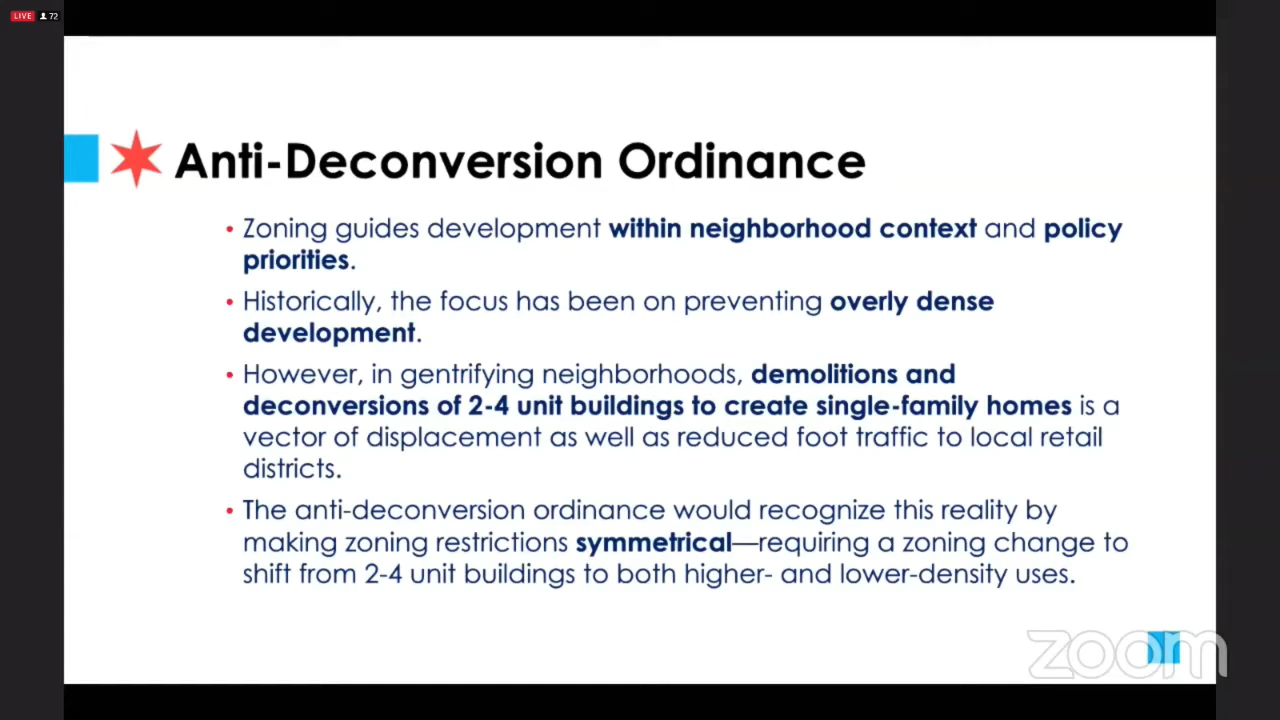 LIVE 72
Anti-Deconversion Ordinance
• Zoning guides development within neighborhood context and policy
priorities.
• Historically, the focus has been on preventing overly dense
development.
• However, in gentrifying neighborhoods, demolitions and
deconversions of 2-4 unit buildings to create single-family homes is a
vector of displacement as well as reduced foot traffic to local retail
districts.
• The anti-deconversion ordinance would recognize this reality by
making zoning restrictions symmetrical—requiring a zoning change to
shift from 2-4 unit buildings to both higher- and lower-density uses.
zoom